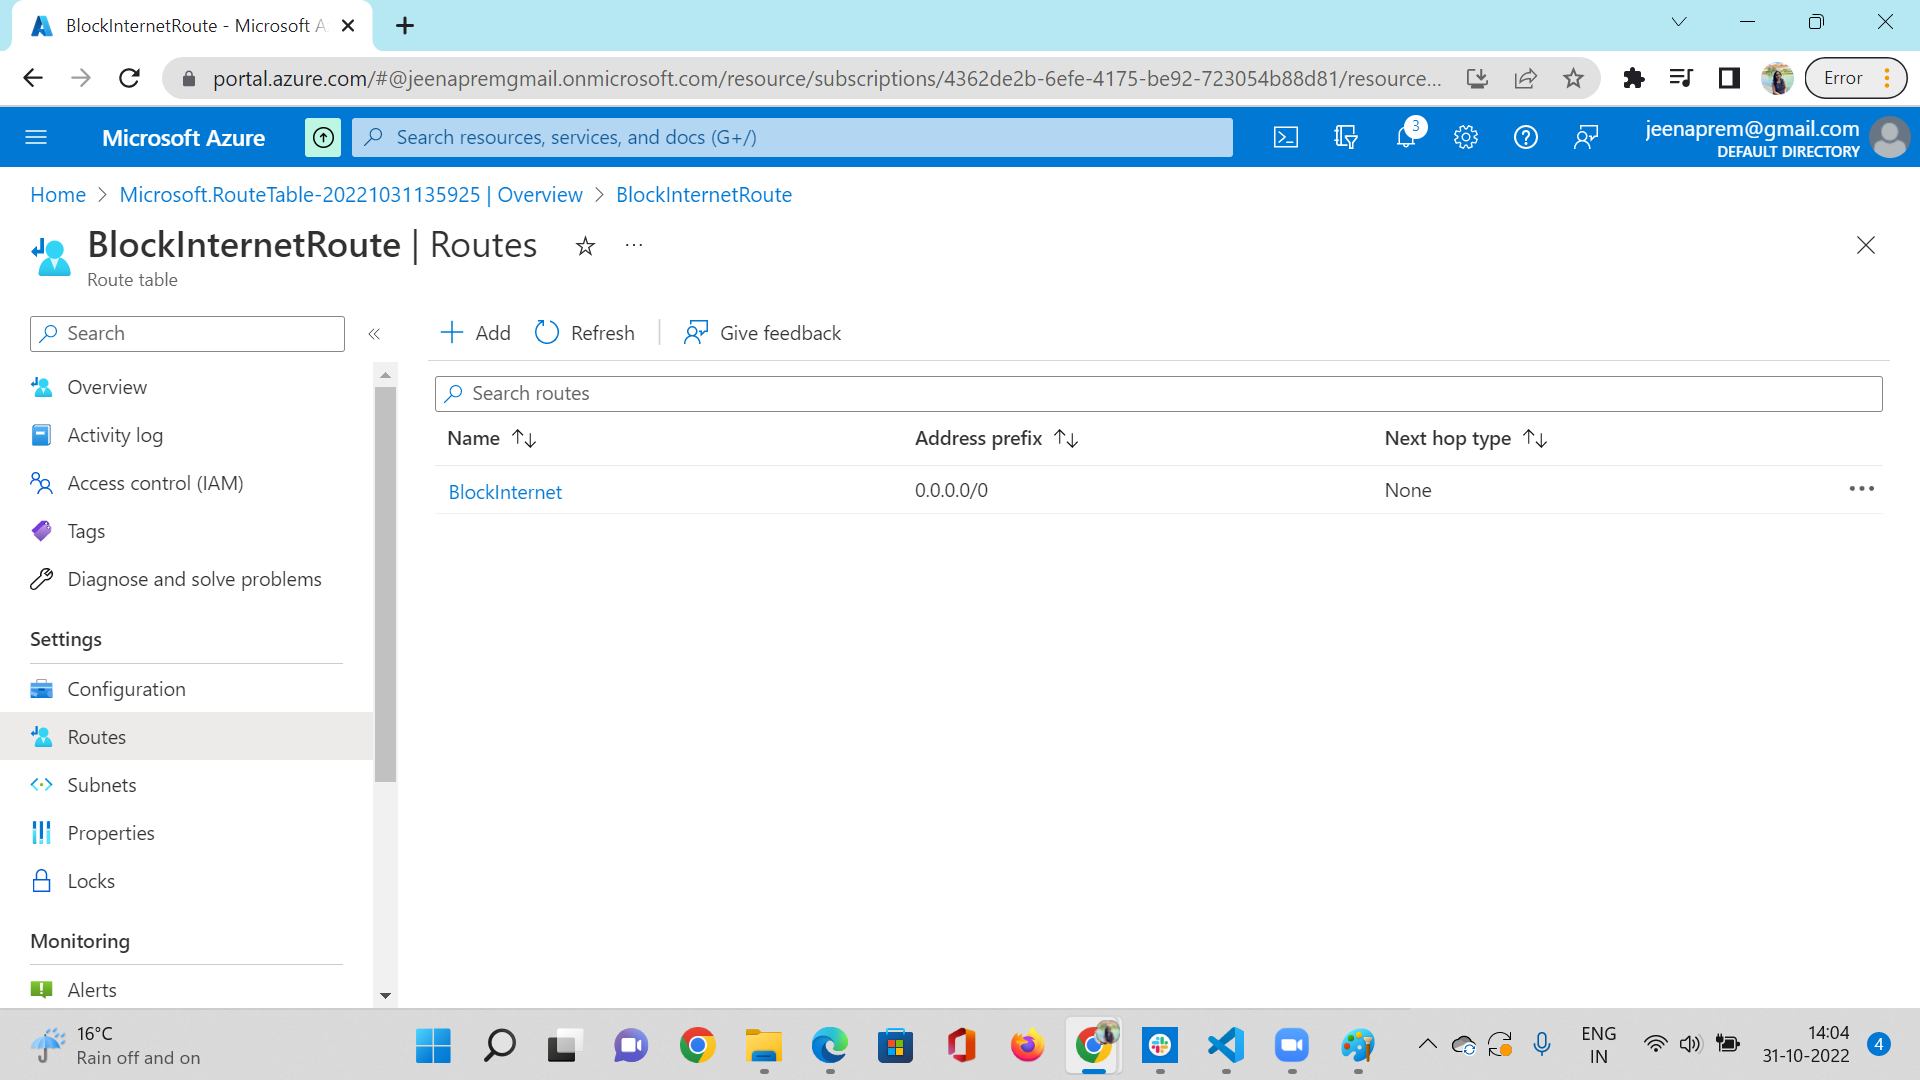 BlockInternetRoute - Microsoft A
portal.azure.com/#@jeenapremgmail.onmicrosoft.com/resource/subscriptions/4362de2b-6efe-4175-be92-723054b88d81/resource...
Error
Microsoft Azure
Search resources, services, and docs (G+/)
3
jeenaprem@gmail.com
DEFAULT DIRECTORY
Home > Microsoft.RouteTable-20221031135925 | Overview > BlockInternetRoute
BlockInternetRoute | Routes
Route table
Search
Add
Refresh
Give feedback
Search routes
Name
Address prefix
Next hop type
BlockInternet
0.0.0.0/0
None
Overview
Activity log
Access control (IAM)
Tags
Diagnose and solve problems
Settings
Configuration
Routes
Subnets
Properties
Locks
Monitoring
Alerts
16°C
Rain off and on
ENG
IN
14:04
31-10-2022
4